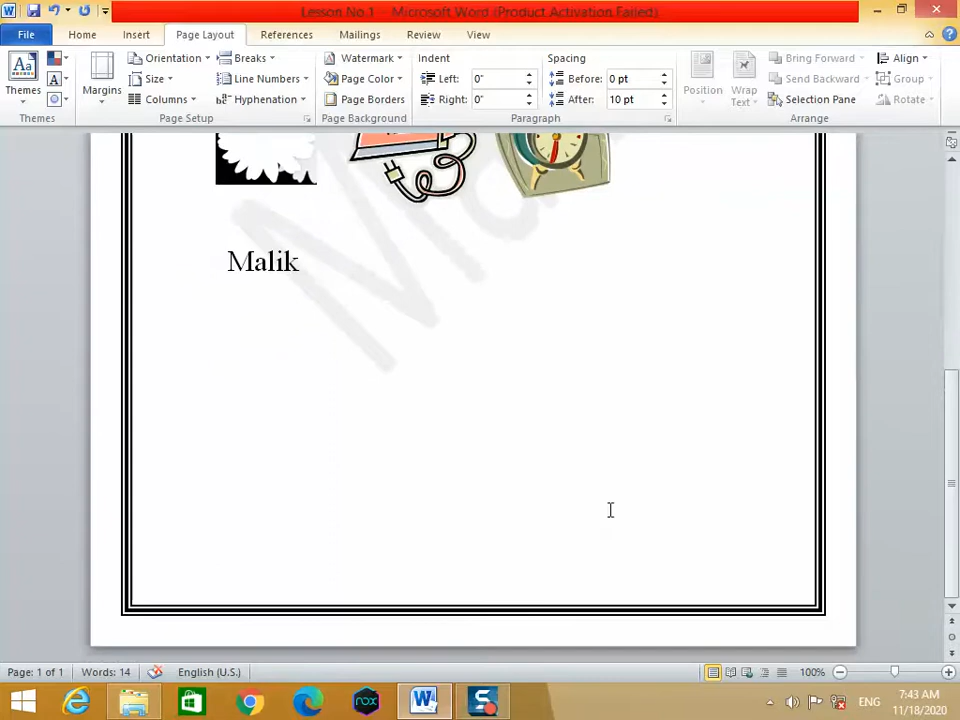 Lesson No 1 - Microsoft Word (Product Activation Failed)
File Home Insert Page Layout References Mailings Review View
Themes
Aa
A
Themes
Margins
Orientation
Size
Columns
Breaks
Line Numbers
Hyphenation
Page Setup
Watermark
Page Color
Page Borders
Page Background
Indent
Left: 0"
Right: 0"
Spacing
Before: 0 pt
After: 10 pt
Paragraph
Position
Wrap Text
Bring Forward
Send Backward
Selection Pane
Align
Group
Rotate
Arrange
Malik
Page: 1 of 1 Words: 14 English (U.S.) 100%
nox
W
S
ENG
7:43 AM
11/18/2020